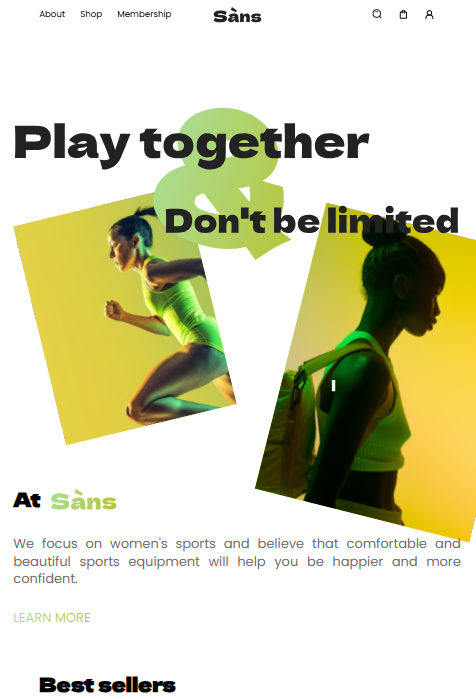 About Shop Membership Sàns
Play together
&
Don't be limited
At Sàns
We focus on women's sports and believe that comfortable and
beautiful sports equipment will help you be happier and more
confident.
LEARN MORE
Best sellers